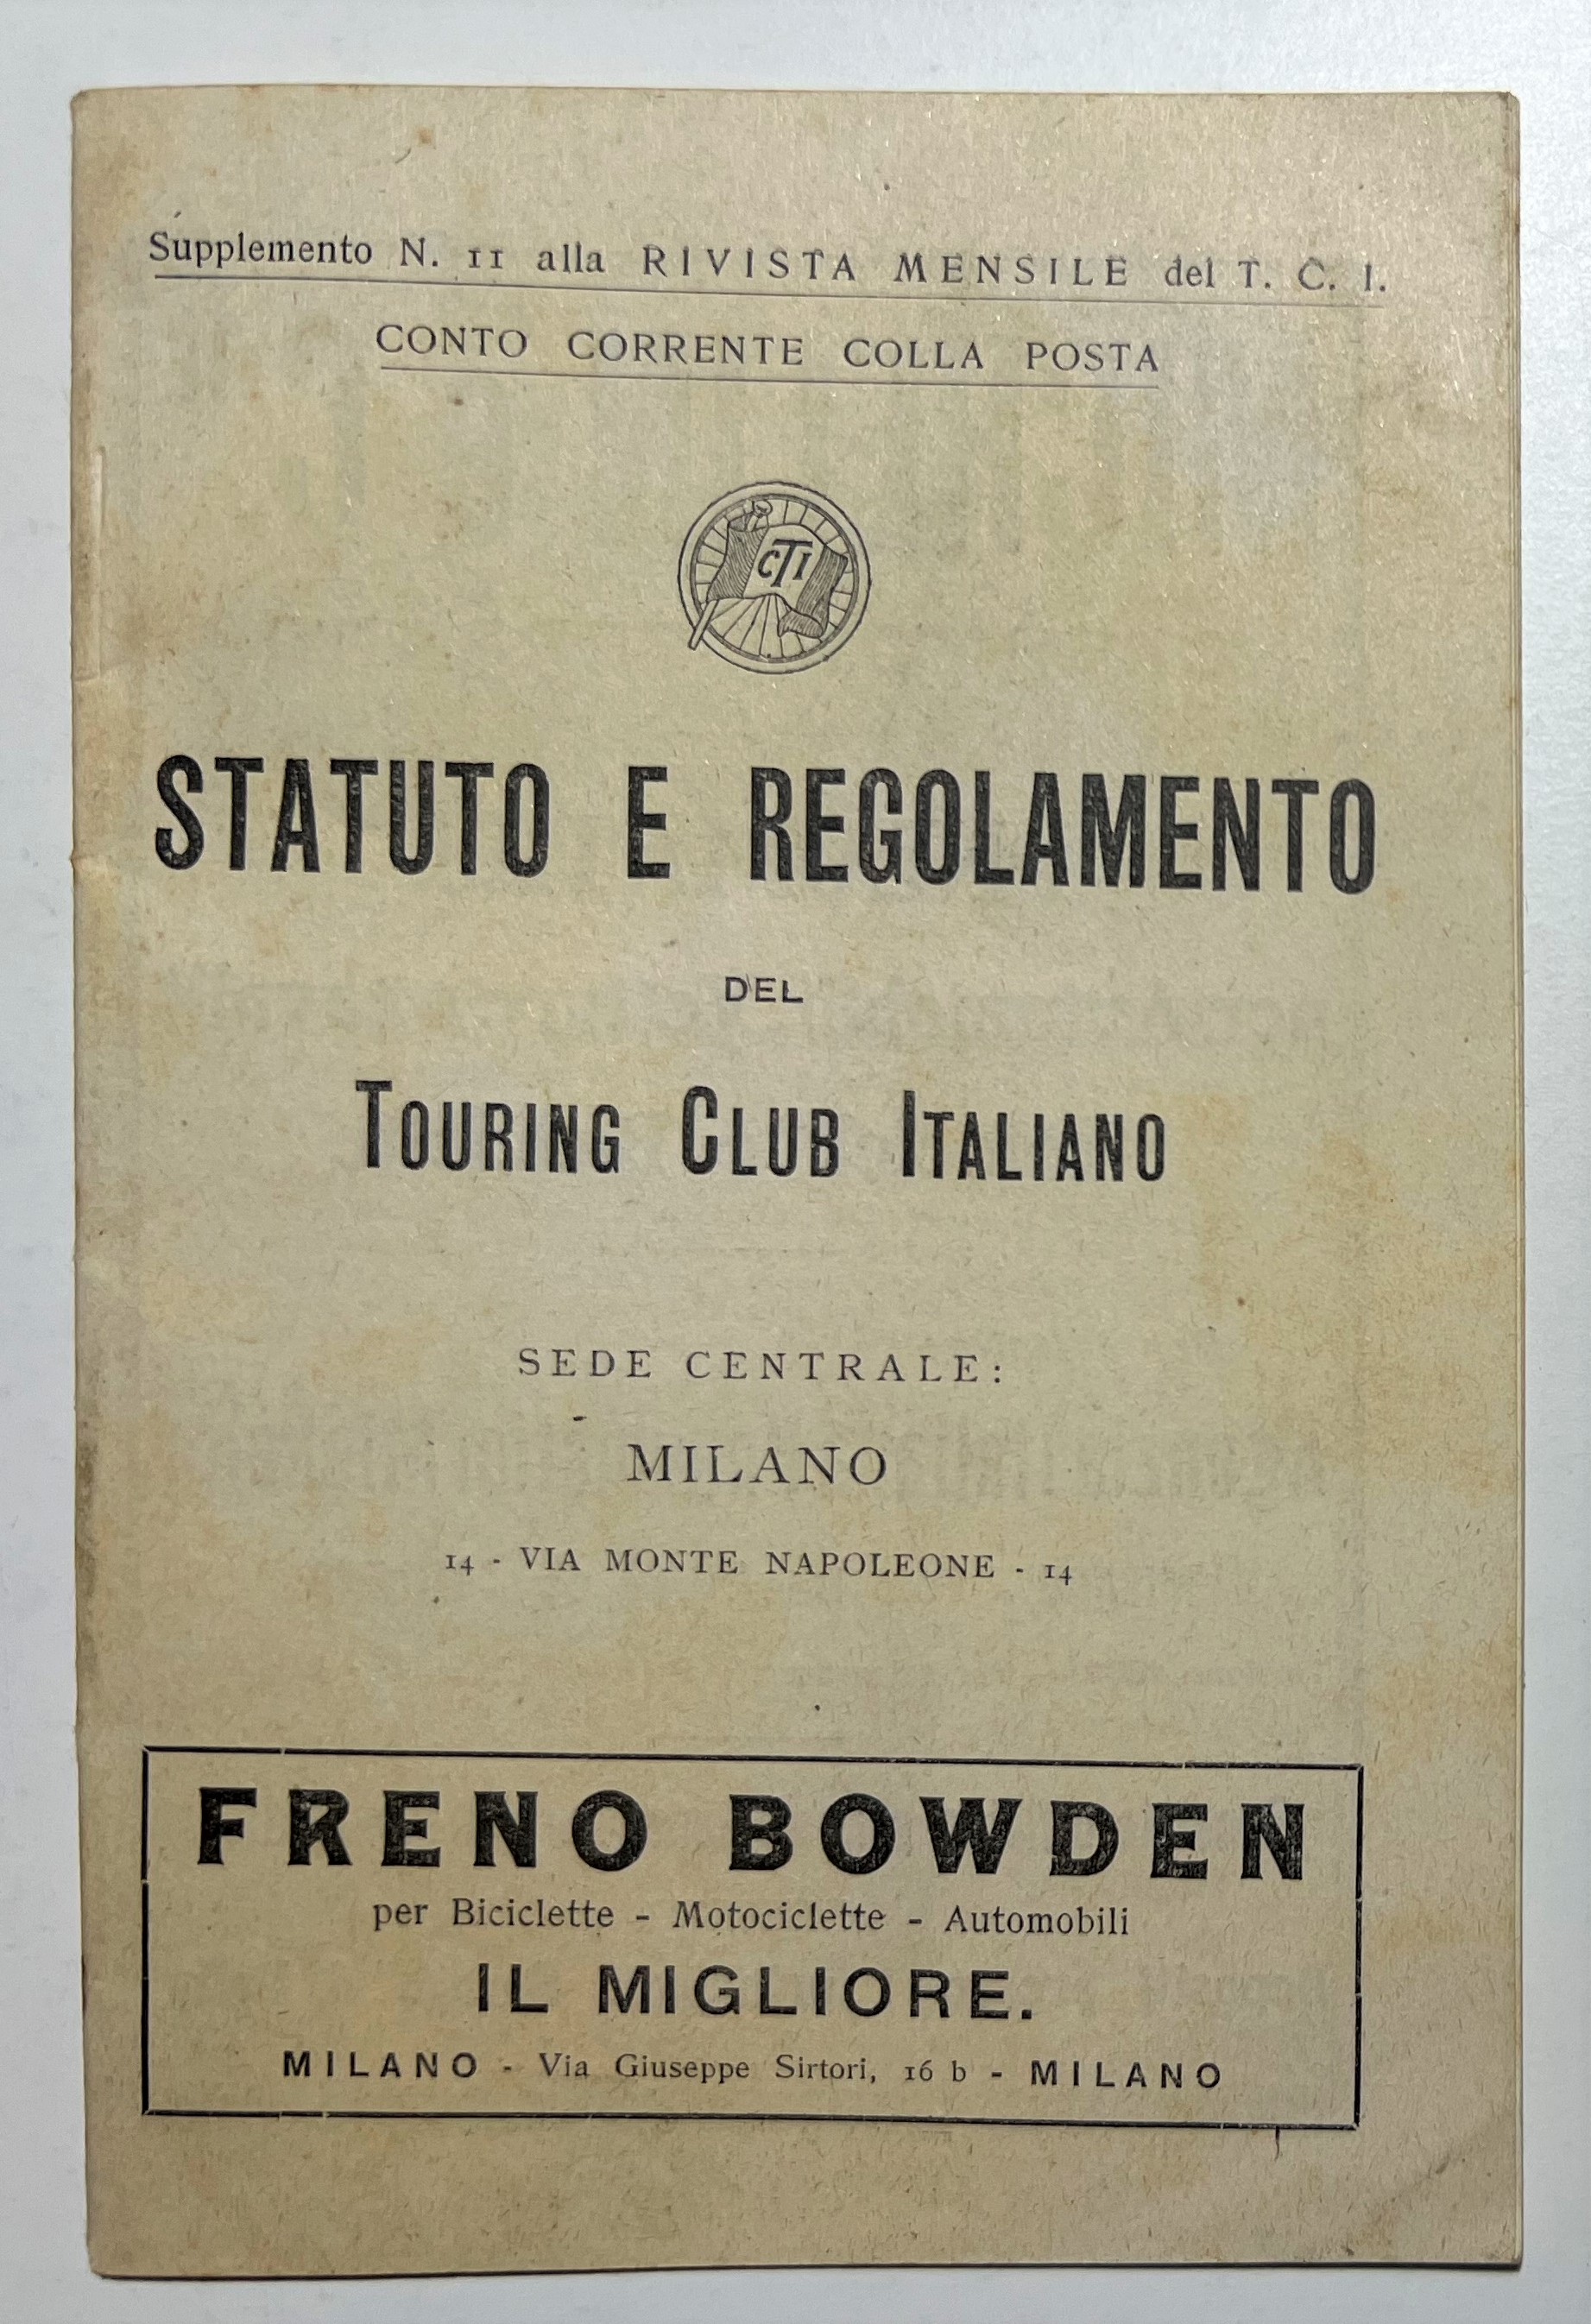 Supplemento N. 11 alla RIVISTA MENSILE del T. C. I.
CONTO CORRENTE COLLA POSTA
CTI
STATUTO E REGOLAMENTO
DEL
TOURING CLUB ITALIANO
SEDE CENTRALE:
MILANO
14 - VIA MONTE NAPOLEONE - 14
FRENO BOWDEN
per Biciclette - Motociclette - Automobili
IL MIGLIORE.
MILANO - Via Giuseppe Sirtori, 16 b - MILANO